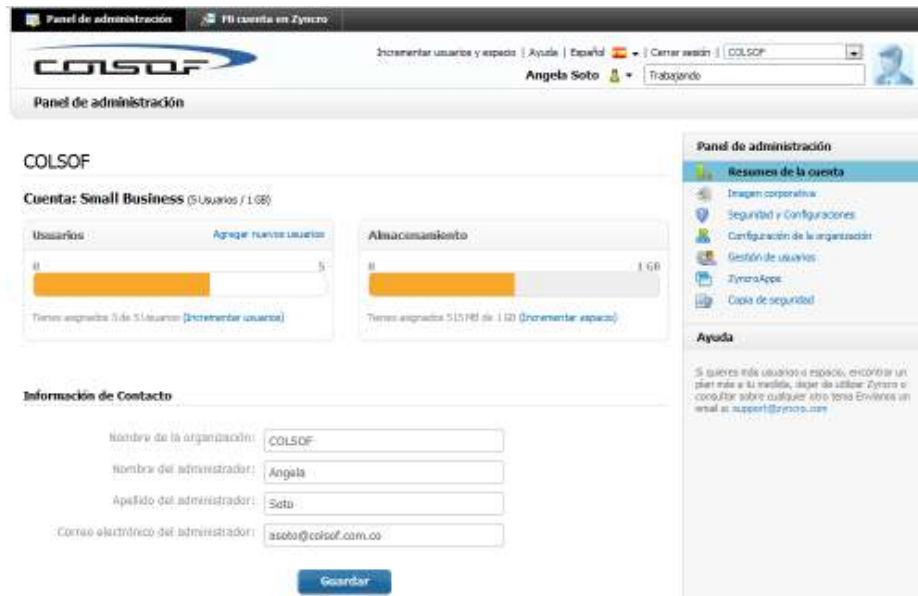 Panel de administración
Mi cuenta en Zyncro
COLSOF
Incrementar usuarios y espacio | Ayuda | Español | Cerrar sesión | COLSOF
Angela Soto
Trabajando
Panel de administración
COLSOF
Cuenta: Small Business (5 Usuarios / 1 GB)
Usuarios
Agregar nuevos usuarios
0
5
Tienes asignados 3 de 5 Usuarios (Incrementar usuarios)
Almacenamiento
0
1 GB
Tienes asignados 515 MB de 1 GB (Incrementar espacio)
Información de Contacto
Nombre de la organización:
COLSOF
Nombre del administrador:
Angela
Apellido del administrador:
Soto
Correo electrónico del administrador:
asoto@colsof.com.co
Guardar
Panel de administración
Resumen de la cuenta
Imagen corporativa
Seguridad y Configuraciones
Configuración de la organización
Gestión de usuarios
ZyncroApps
Copia de seguridad
Ayuda
Si quieres más usuarios o espacio, encontrar un
plan más a tu medida, dejar de utilizar Zyncro o
consultar sobre cualquier otro tema Envíanos un
email a: support@zyncro.com